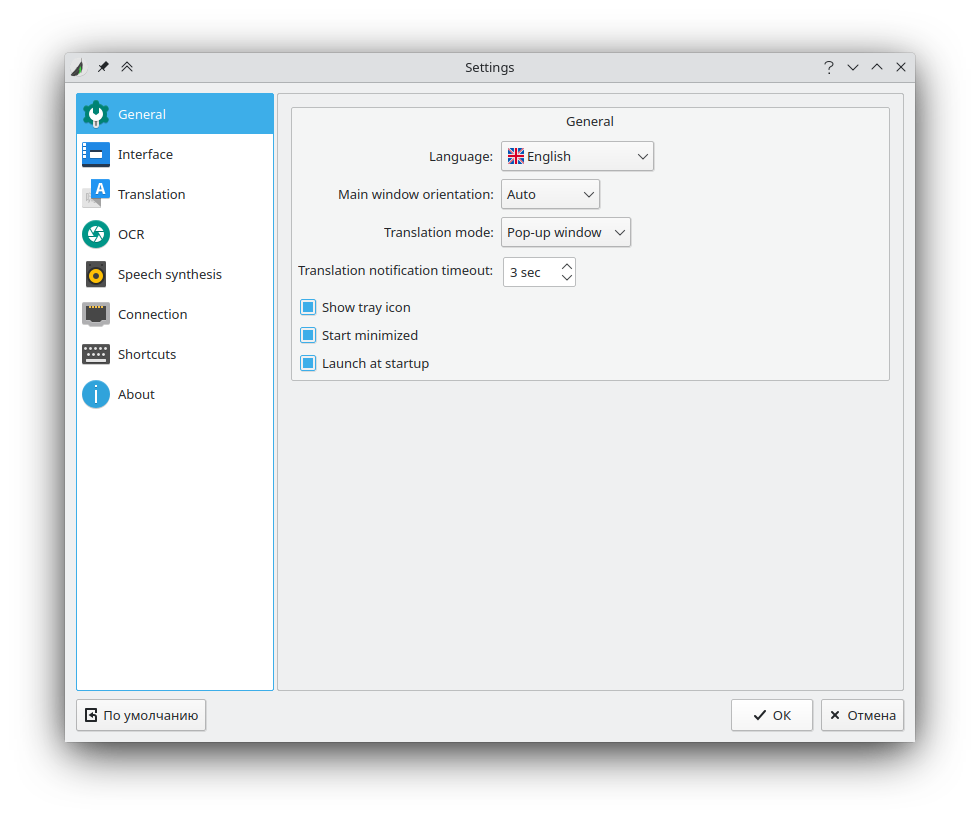 Settings
General
Interface
Translation
OCR
Speech synthesis
Connection
Shortcuts
About
General
Language: English
Main window orientation: Auto
Translation mode: Pop-up window
Translation notification timeout: 3 sec
Show tray icon
Start minimized
Launch at startup
По умолчанию
OK
Отмена